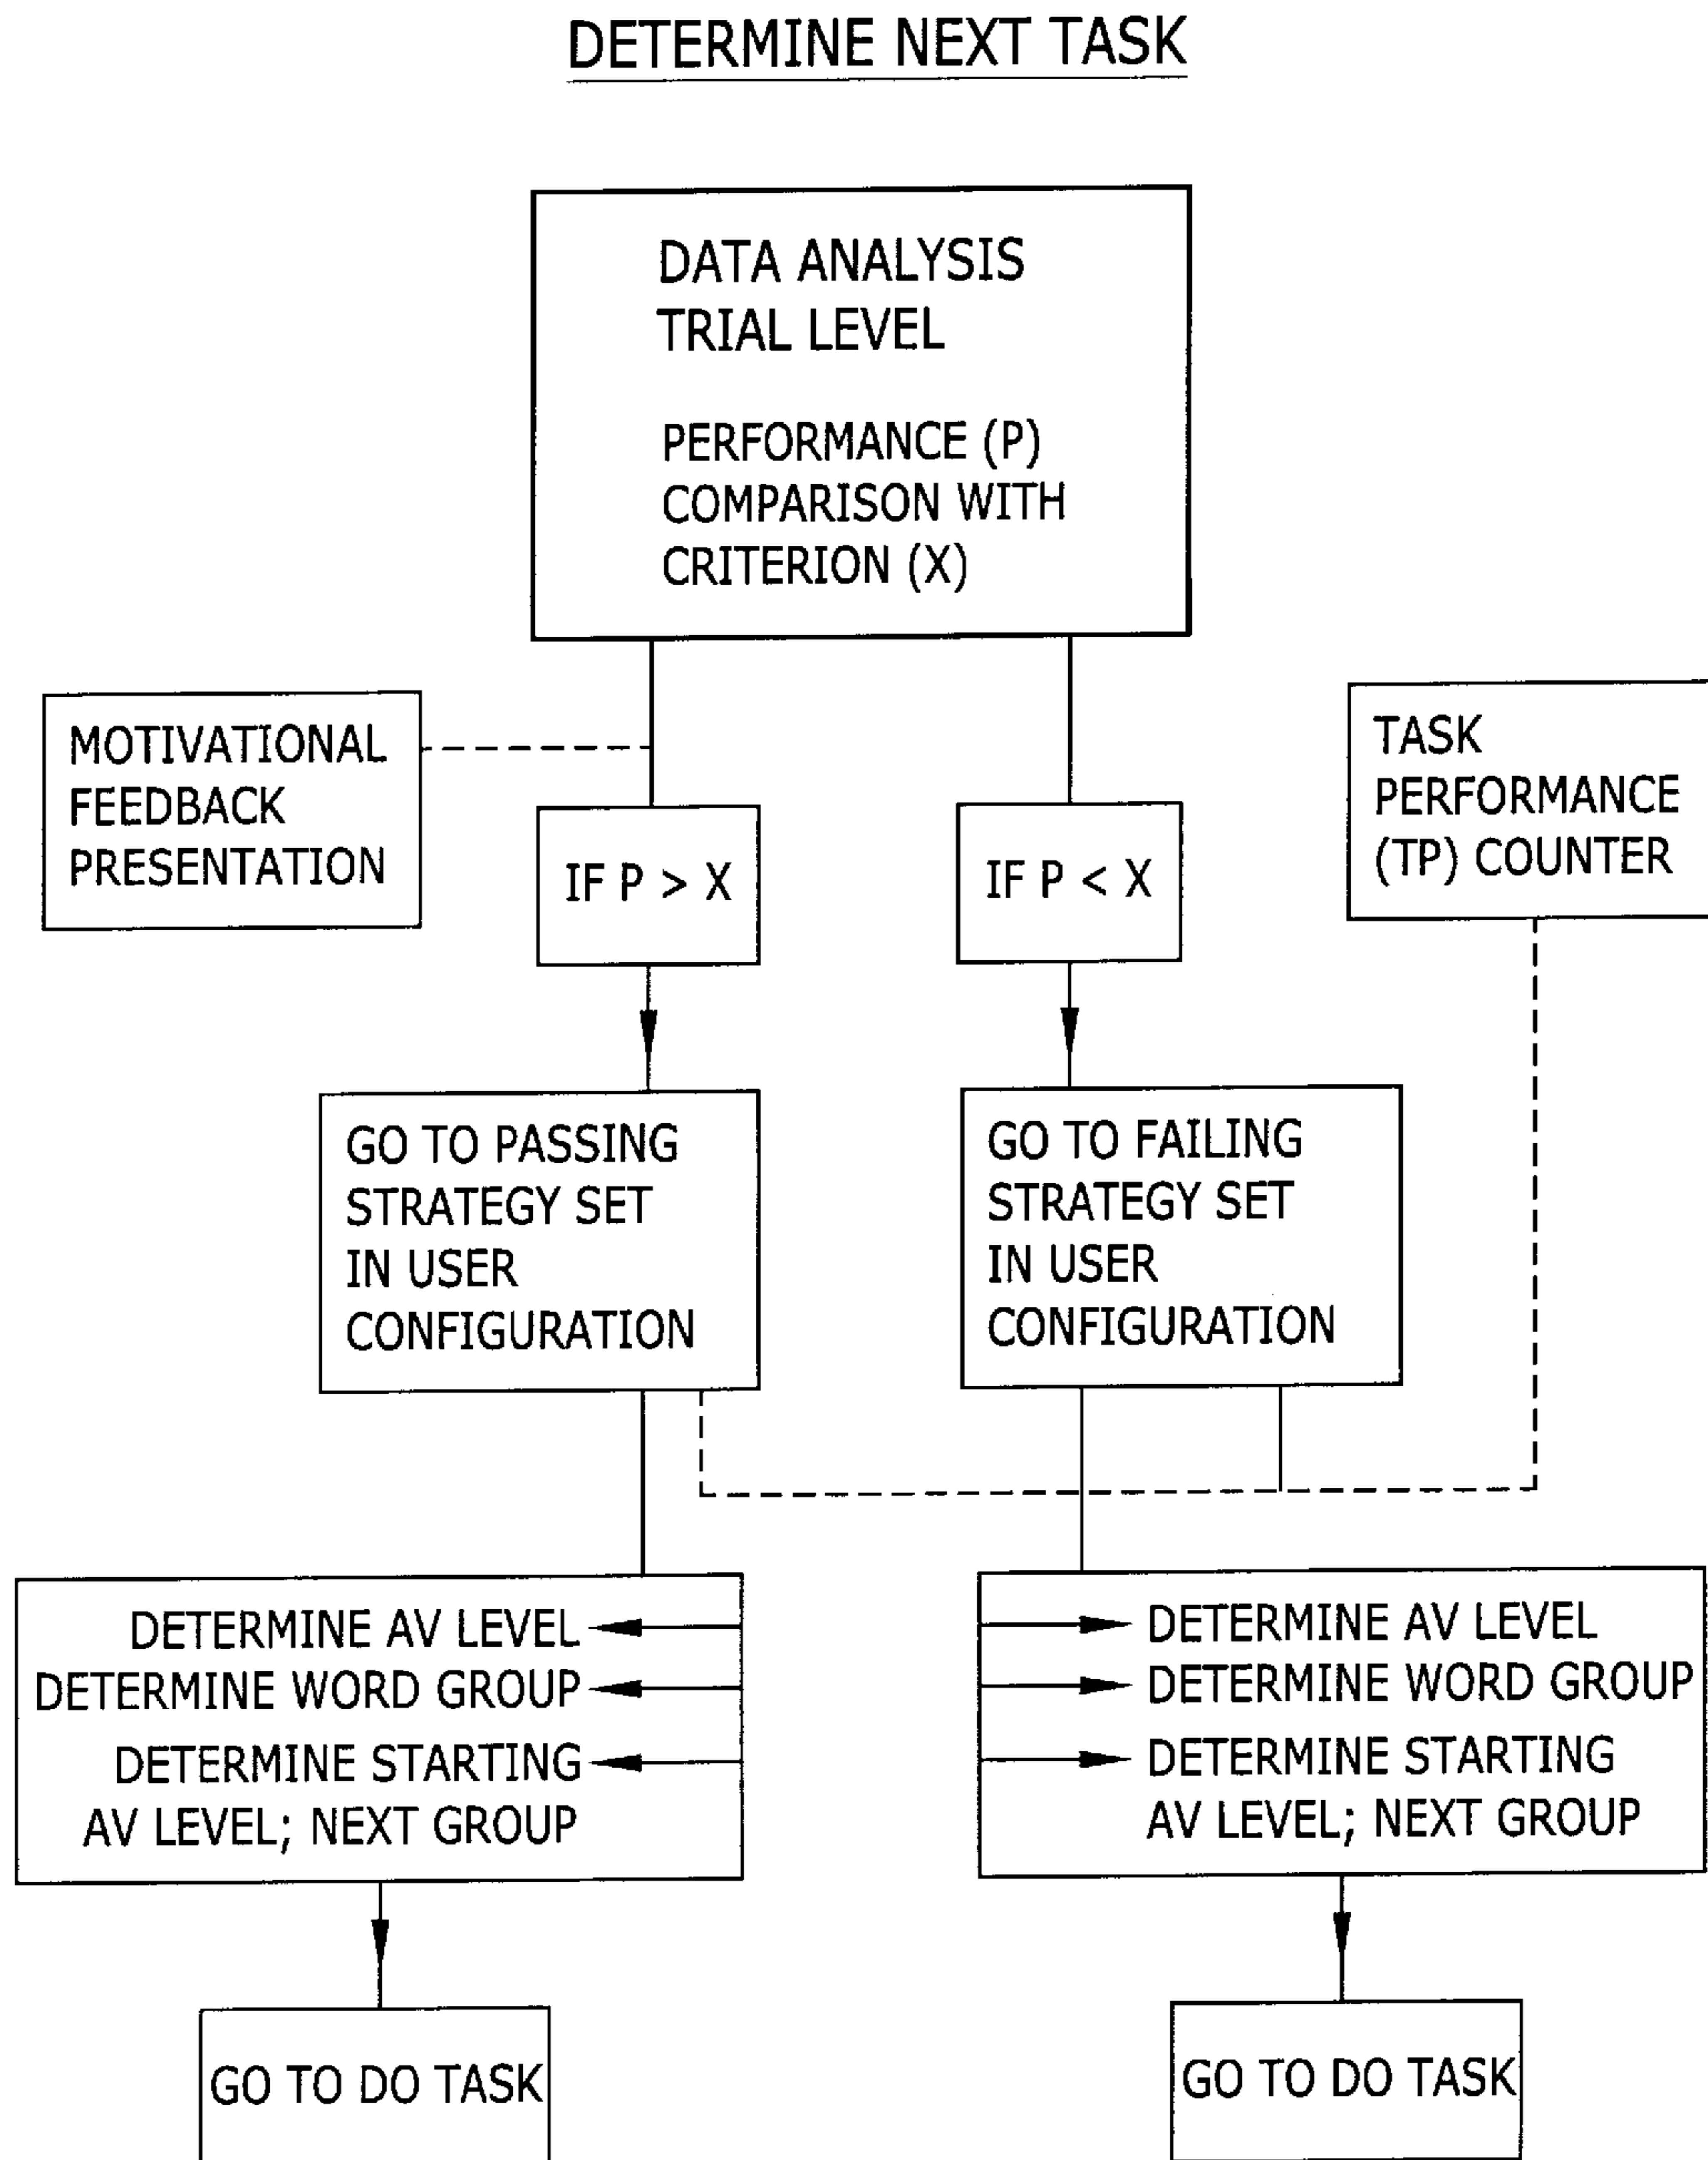 DETERMINE NEXT TASK
DATA ANALYSIS
TRIAL LEVEL
PERFORMANCE (P)
COMPARISON WITH
CRITERION (X)
MOTIVATIONAL
FEEDBACK
PRESENTATION
IF P > X
IF P < X
TASK
PERFORMANCE
(TP) COUNTER
GO TO PASSING
STRATEGY SET
IN USER
CONFIGURATION
GO TO FAILING
STRATEGY SET
IN USER
CONFIGURATION
DETERMINE AV LEVEL
DETERMINE WORD GROUP
DETERMINE STARTING
AV LEVEL; NEXT GROUP
DETERMINE AV LEVEL
DETERMINE WORD GROUP
DETERMINE STARTING
AV LEVEL; NEXT GROUP
GO TO DO TASK
GO TO DO TASK